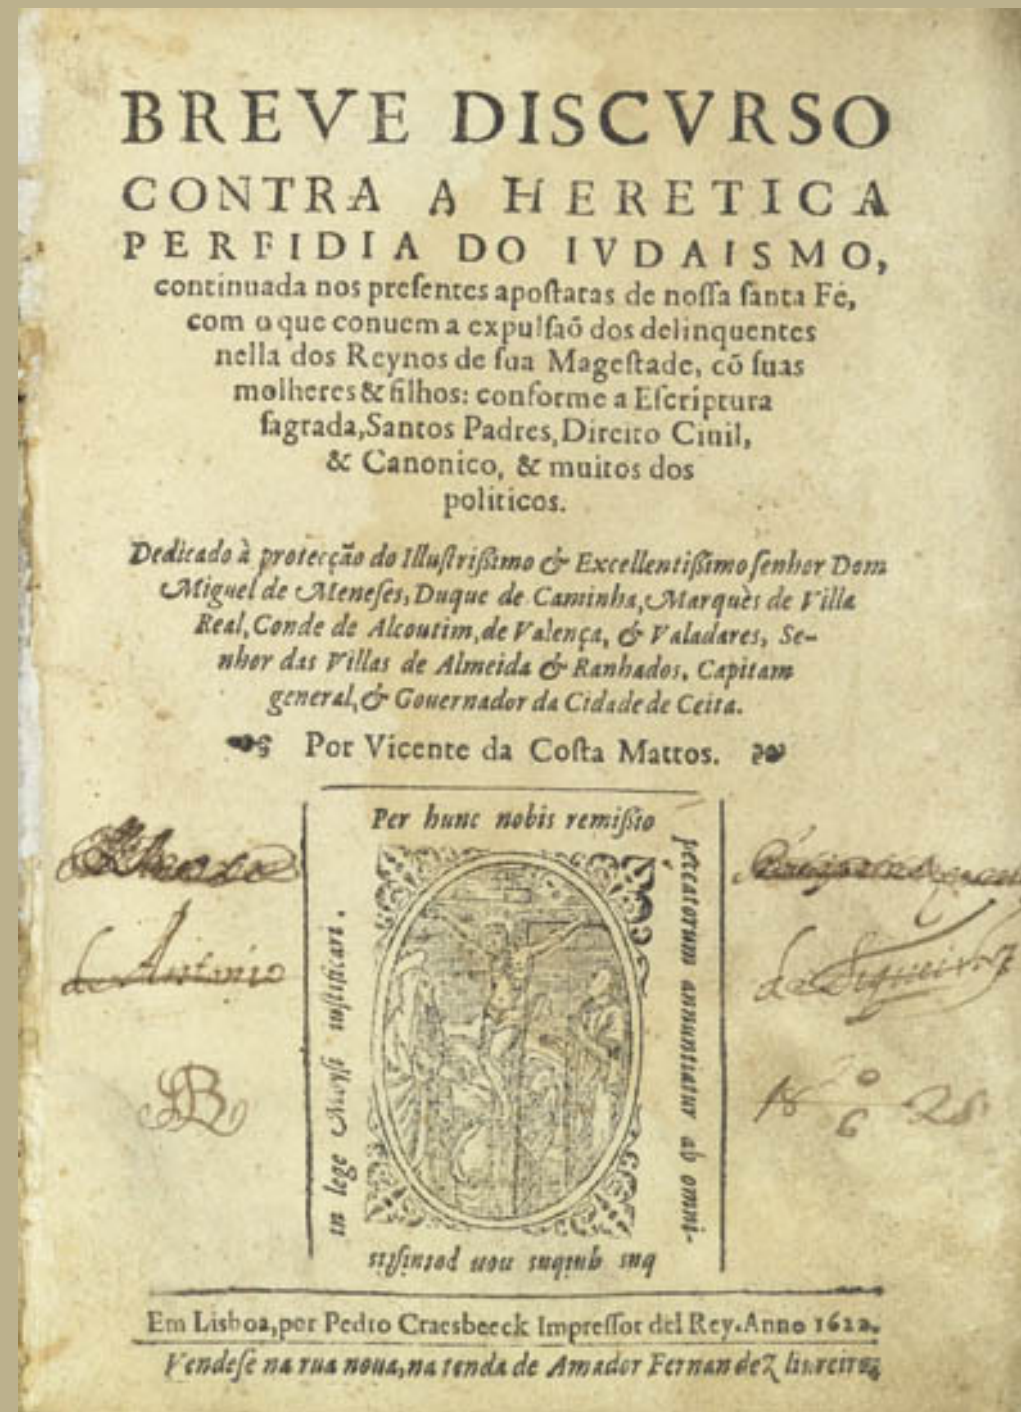 BREVE DISCVRSO
CONTRA A HERETICA
PERFIDIA DO IVDAISMO,
continuada nos preſentes apoſtatas de noſſa ſanta Fé,
com o que conuem a expulſaõ dos delinquentes
nella dos Reynos de ſua Mageſtade, cõ ſuas
molheres & filhos: conforme a Eſcriptura
ſagrada, Santos Padres, Direito Ciuil,
& Canonico, & muitos dos
politicos.
Dedicado à protecção do Illuſtriſsimo & Excellentiſsimo ſenhor Dom
Miguel de Meneſes, Duque de Caminha, Marquès de Villa
Real, Conde de Alcoutim, de Valença, & Valadares, Se-
nhor das Villas de Almeida & Ranhados, Capitam
general, & Gouernador da Cidade de Ceita.
Por Vicente da Coſta Mattos.
Per hunc nobis remiſsio
peccatorum annuntiatur ab omni-
bus quibus non potuiſtis
in lege Moyſi iuſtificari.
de Antonio
de Siqueira
Em Lisboa, por Pedro Craesbeeck Impreſſor del Rey. Anno 1622.
Vendeſe na rua noua, na tenda de Amador Fernandez liureiro.